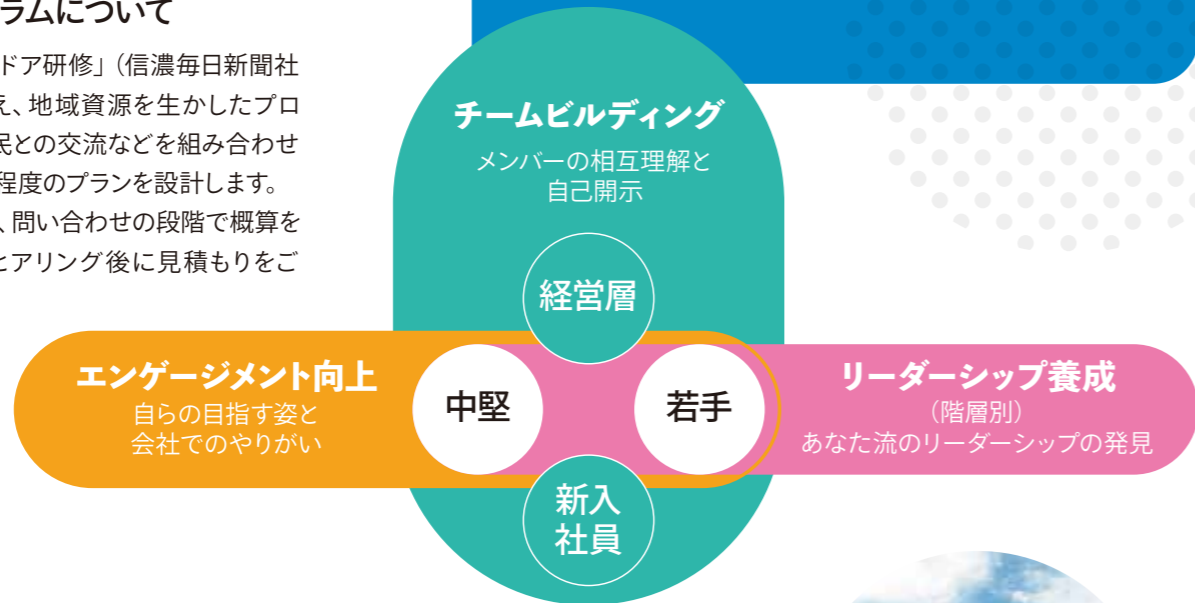 ラムについて
ドア研修」（信濃毎日新聞社
え、地域資源を生かしたプロ
民との交流などを組み合わせ
程度のプランを設計します。
、問い合わせの段階で概算を
ヒアリング後に見積もりをご
チームビルディング
メンバーの相互理解と
自己開示
経営層
エンゲージメント向上
自らの目指す姿と
会社でのやりがい
中堅
若手
リーダーシップ養成
（階層別）
あなた流のリーダーシップの発見
新入
社員